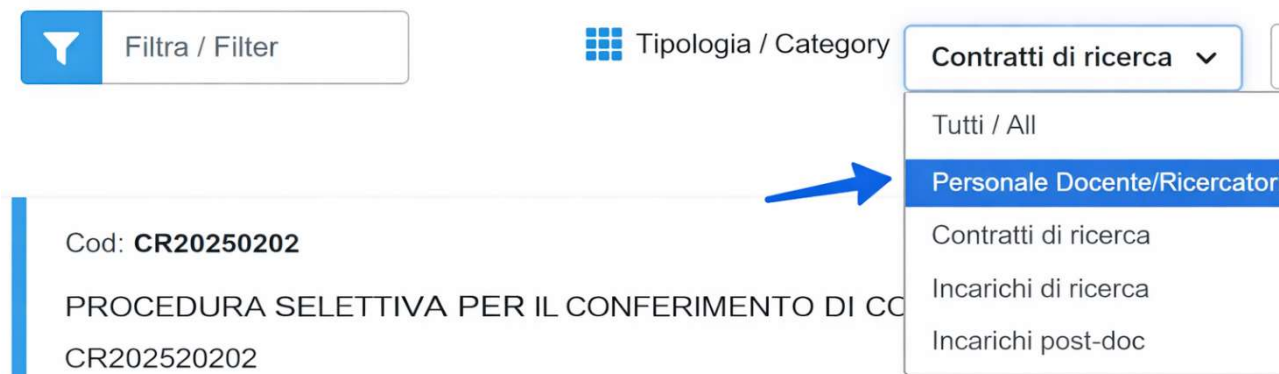 Filtra / Filter
Tipologia / Category
Contratti di ricerca
Tutti / All
Personale Docente/Ricercator
Contratti di ricerca
Incarichi di ricerca
Incarichi post-doc
Cod: CR20250202
PROCEDURA SELETTIVA PER IL CONFERIMENTO DI CO
CR202520202